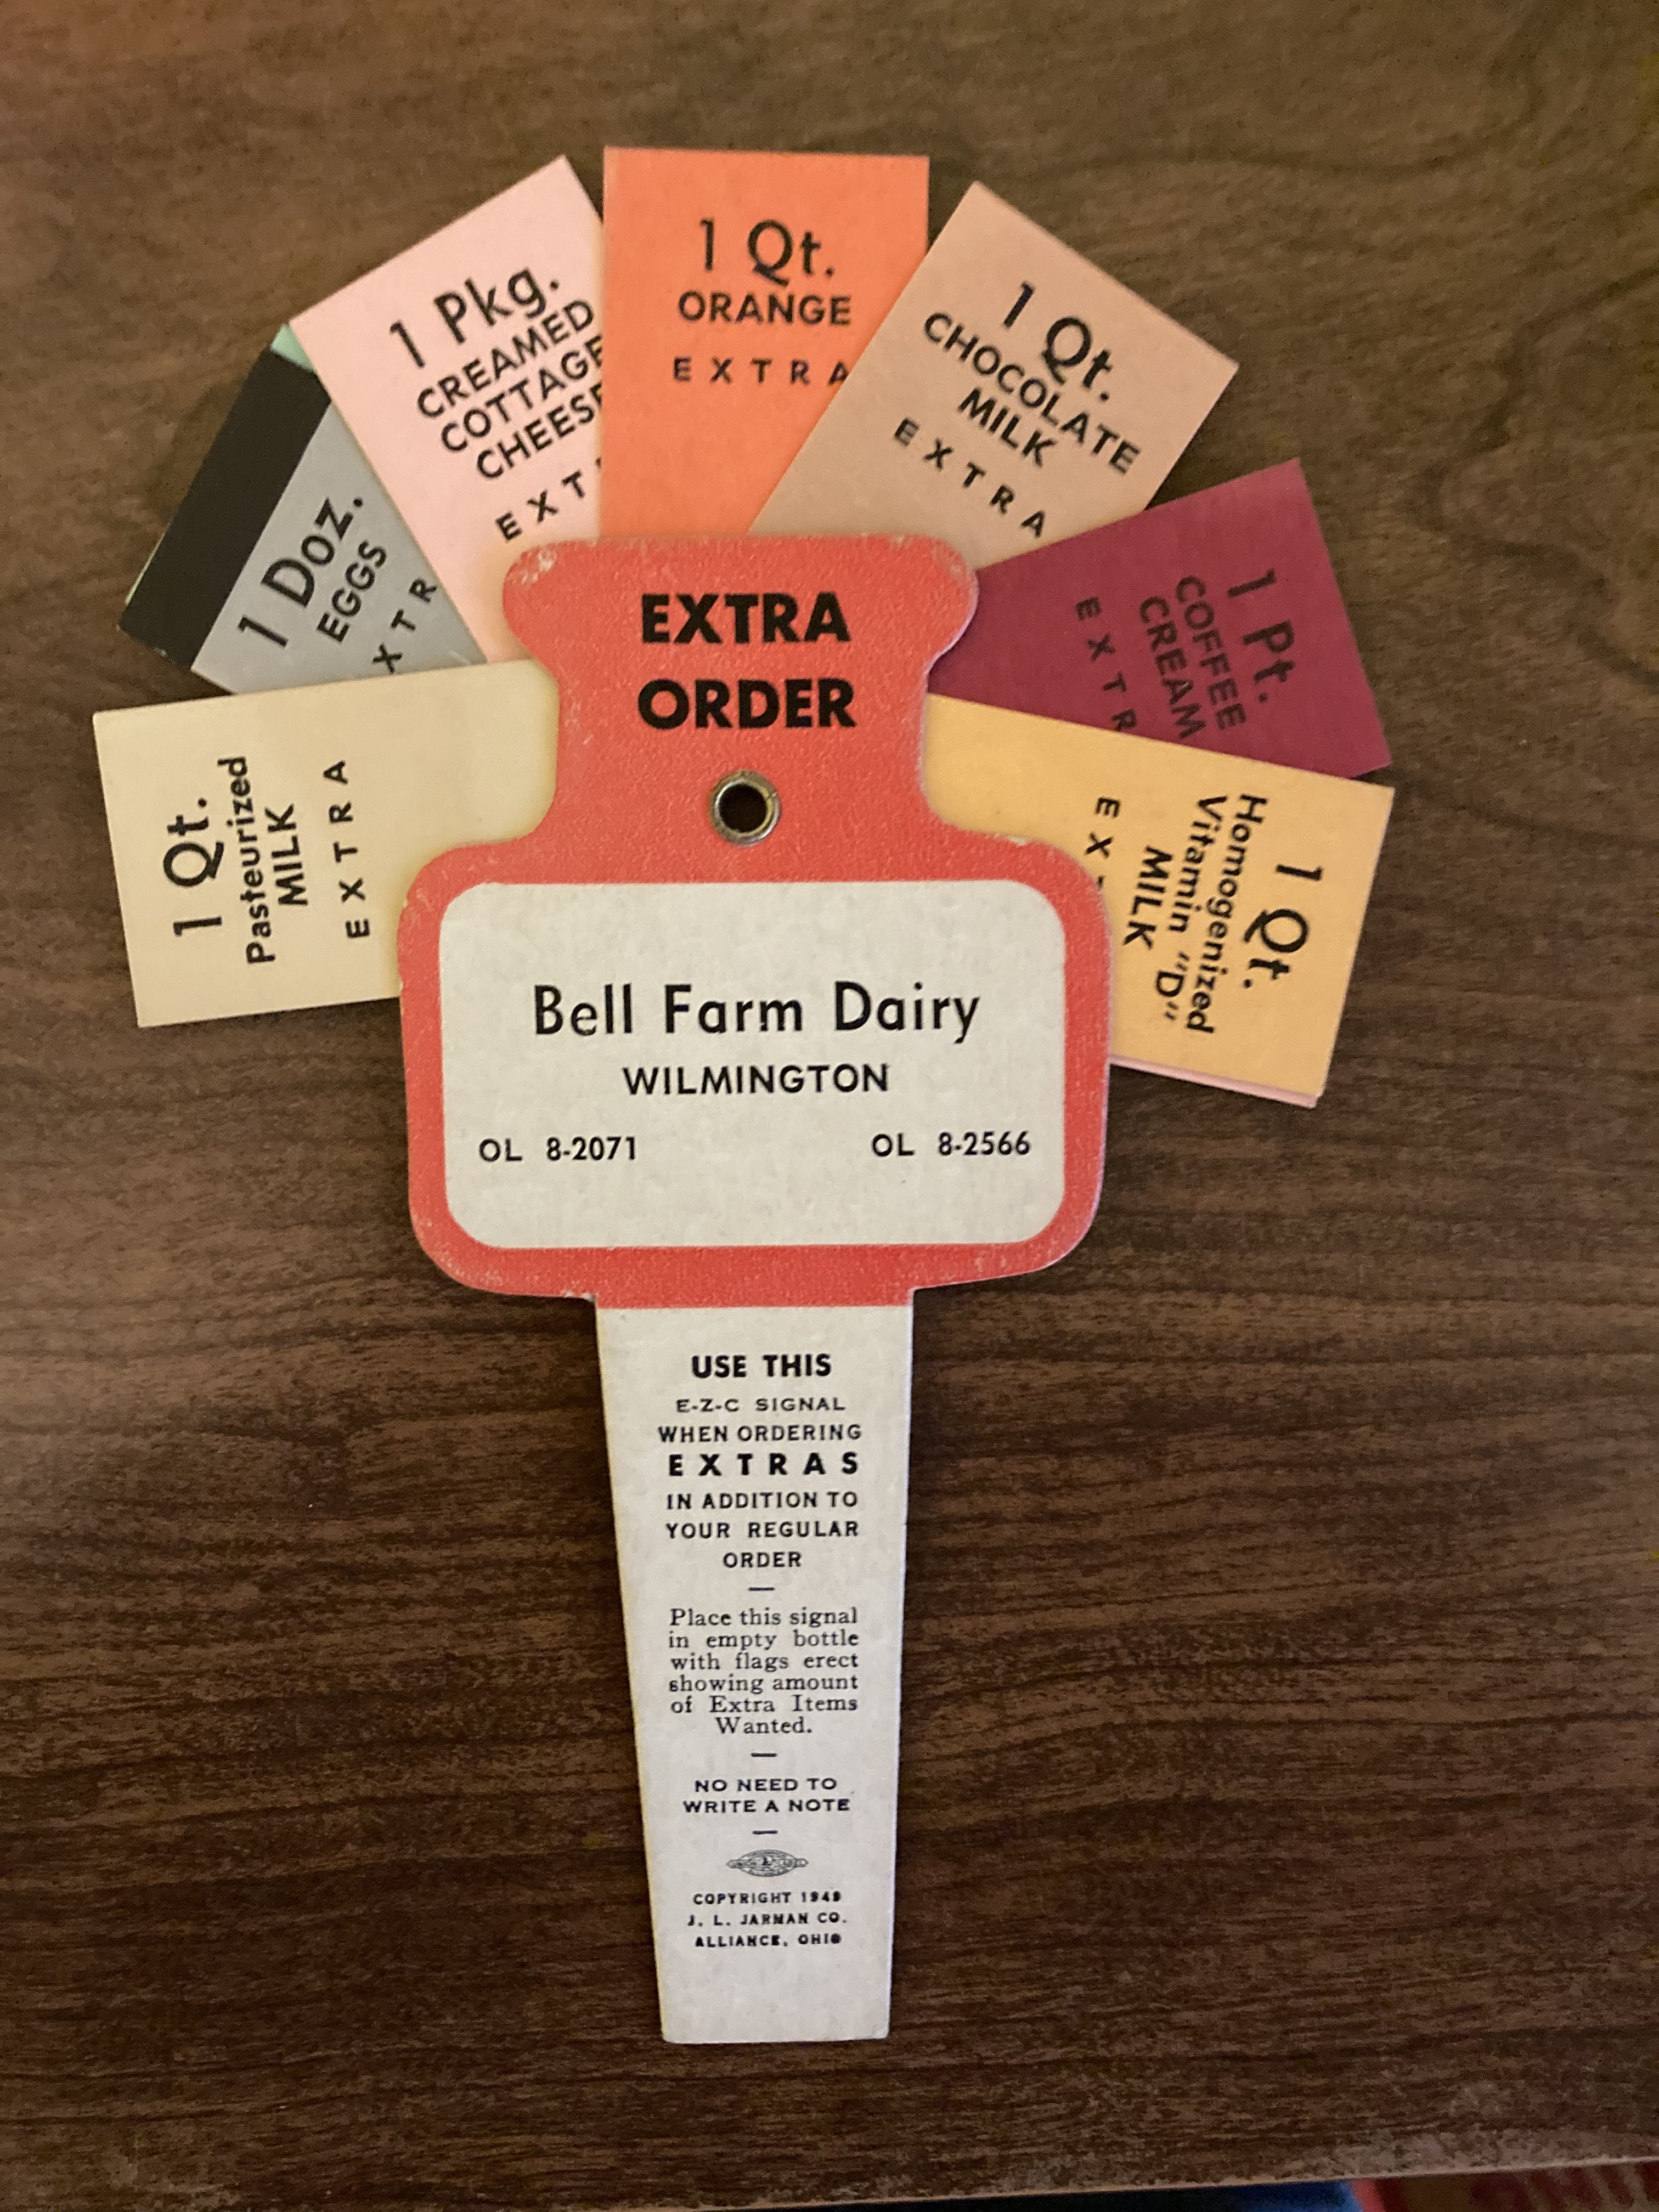 1 Qt.
Pasteurized
MILK
EXTRA
1 Doz.
EGGS
XTR
1 Pkg.
CREAMED
COTTAGE
CHEESE
EXT
1 Qt.
ORANGE
EXTRA
1 Qt.
CHOCOLATE
MILK
EXTRA
1 Pt.
COFFEE
CREAM
EXTR
1 Qt.
Homogenized
Vitamin "D"
MILK
EX
EXTRA
ORDER
Bell Farm Dairy
WILMINGTON
OL 8-2071 OL 8-2566
USE THIS
E-Z-C SIGNAL
WHEN ORDERING
EXTRAS
IN ADDITION TO
YOUR REGULAR
ORDER
Place this signal
in empty bottle
with flags erect
showing amount
of Extra Items
Wanted.
NO NEED TO
WRITE A NOTE
COPYRIGHT 1949
J. L. JARMAN CO.
ALLIANCE, OHIO